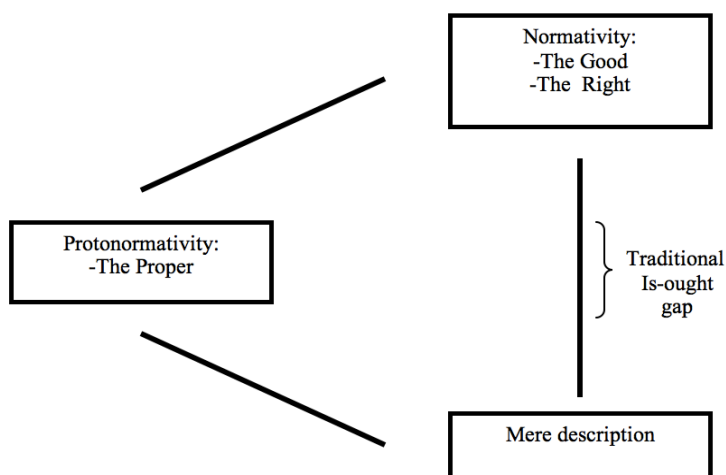 Normativity:
-The Good
-The Right
Protonormativity:
-The Proper
Traditional
Is-ought
gap
Mere description